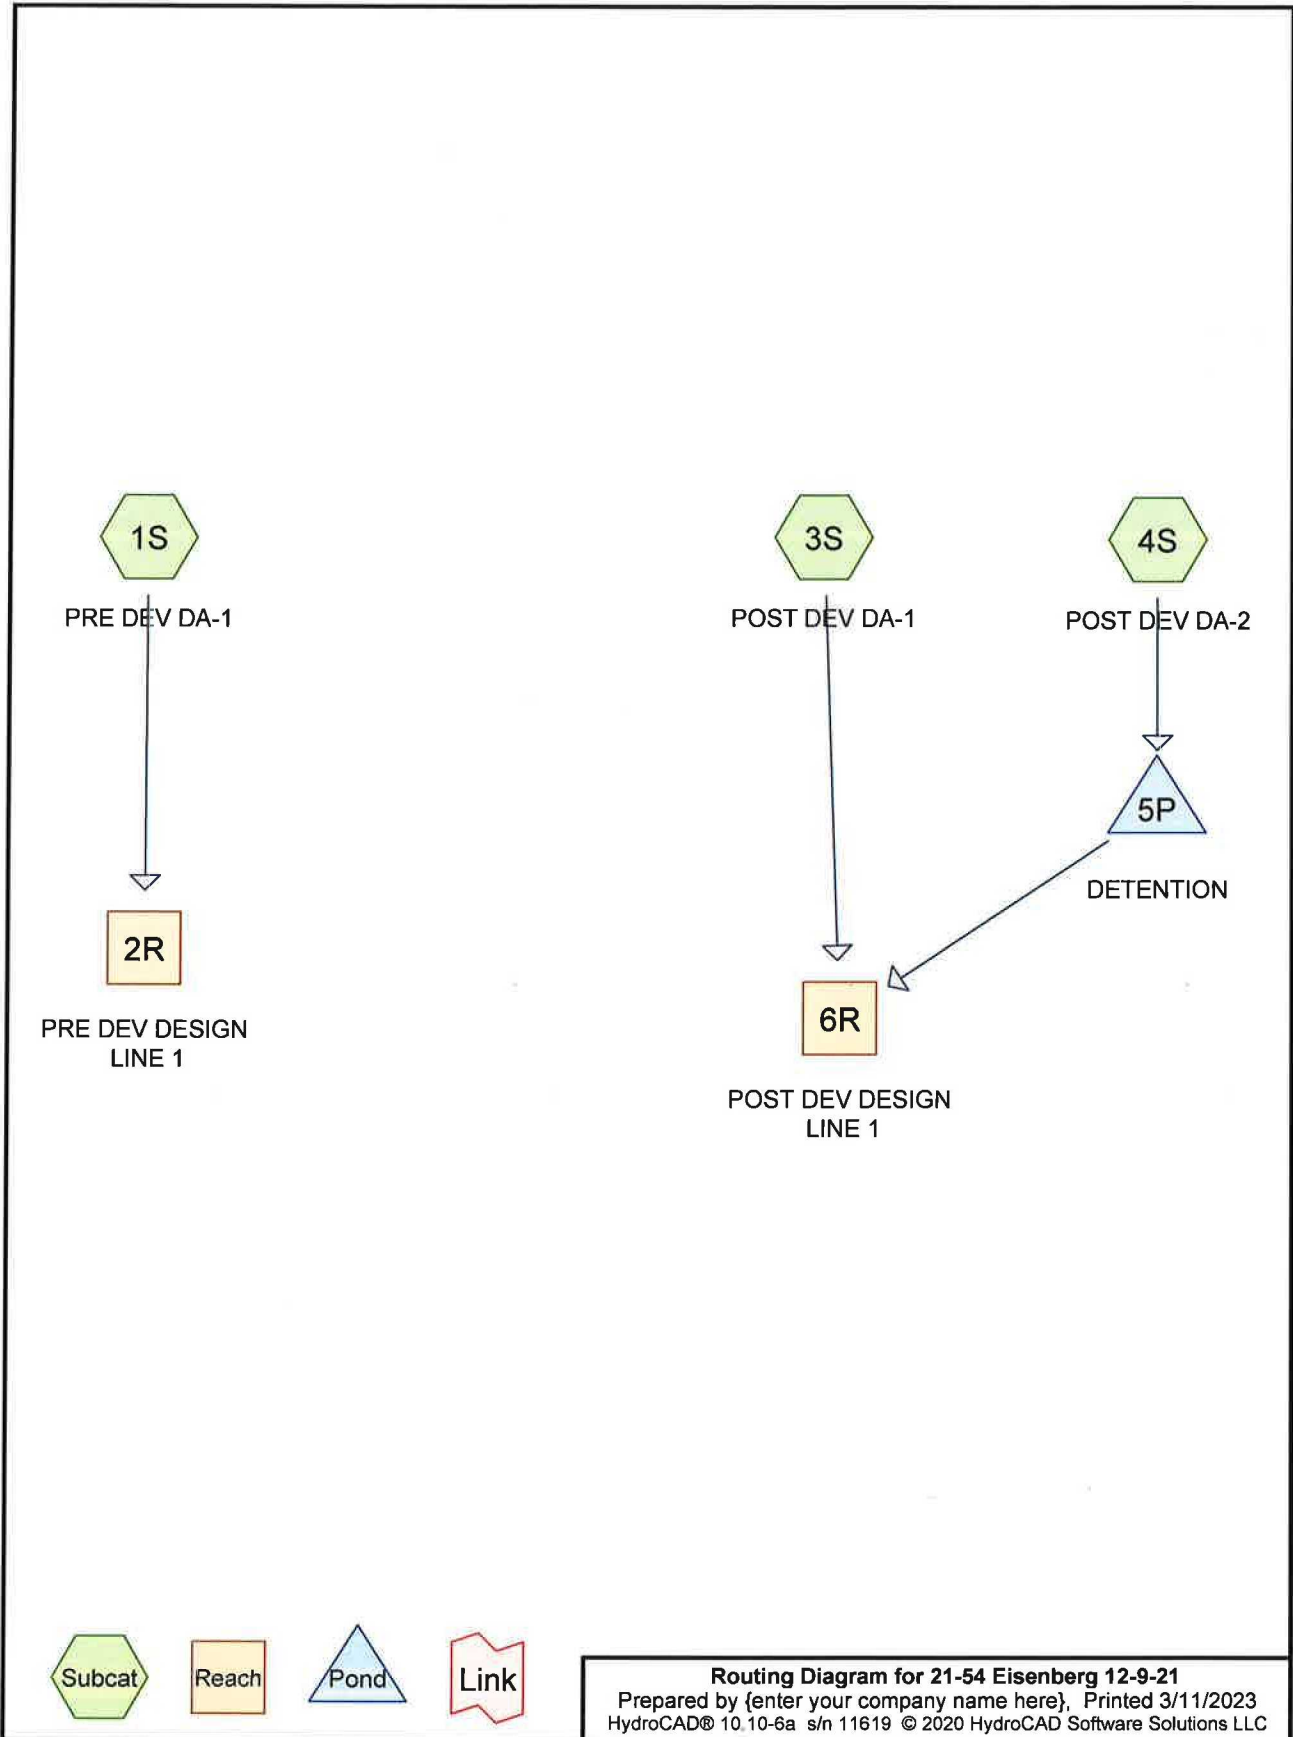 1S
3S
4S
PRE DEV DA-1
POST DEV DA-1
POST DEV DA-2
5P
DETENTION
2R
6R
PRE DEV DESIGN
LINE 1
POST DEV DESIGN
LINE 1
Subcat
Reach
Pond
Link
Routing Diagram for 21-54 Eisenberg 12-9-21
Prepared by {enter your company name here}, Printed 3/11/2023
HydroCAD® 10.10-6a s/n 11619 © 2020 HydroCAD Software Solutions LLC